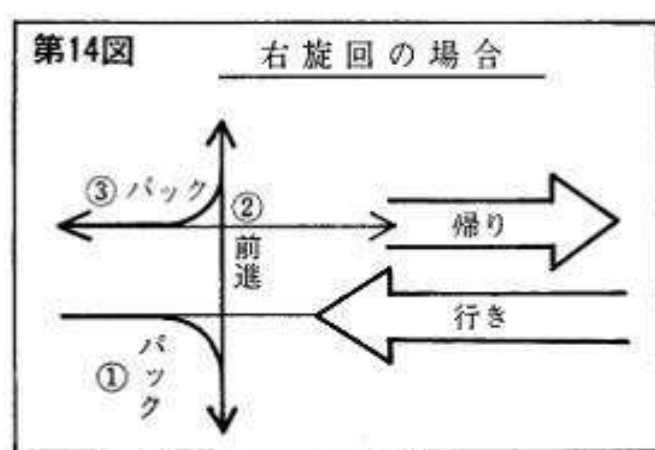 第14図
右旋回の場合
③ バック
②
前進
帰り
行き
① バック